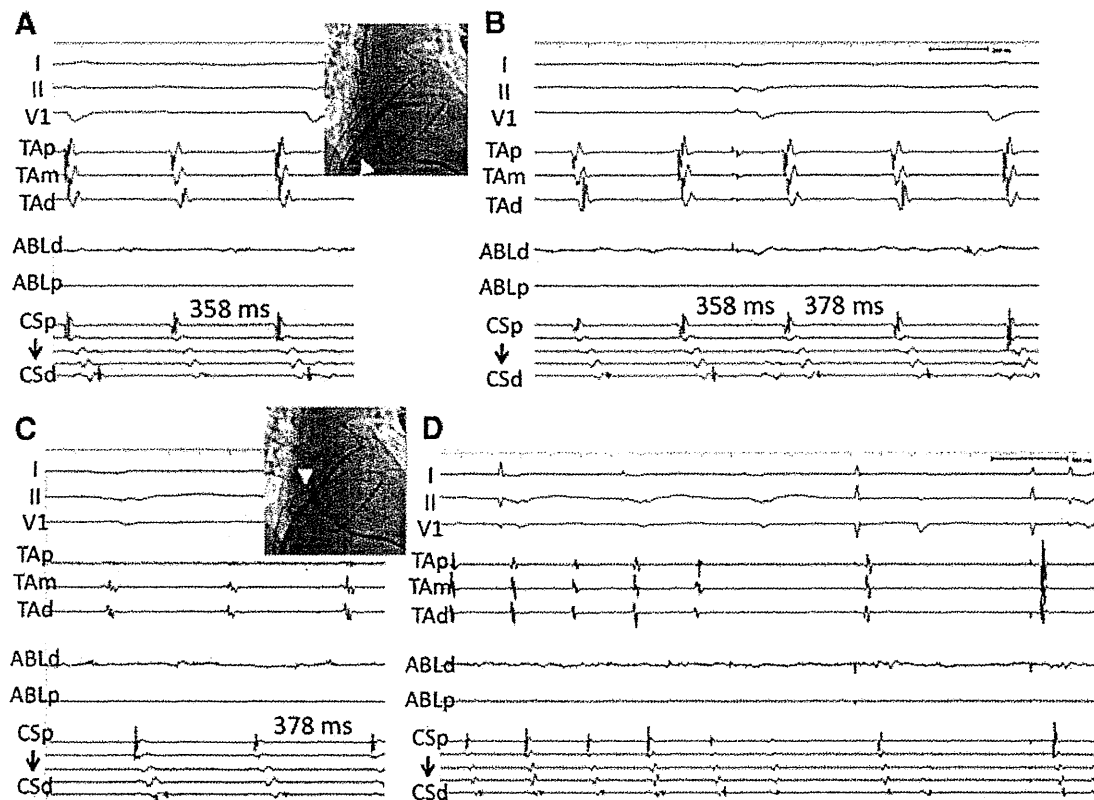 A
I
II
V1
TAp
TAm
TAd
ABLd
ABLp
358 ms
CSp
CSd
B
I
II
V1
TAp
TAm
TAd
ABLd
ABLp
358 ms 378 ms
CSp
CSd
C
I
II
V1
TAp
TAm
TAd
ABLd
ABLp
378 ms
CSp
CSd
D
I
II
V1
TAp
TAm
TAd
ABLd
ABLp
CSp
CSd